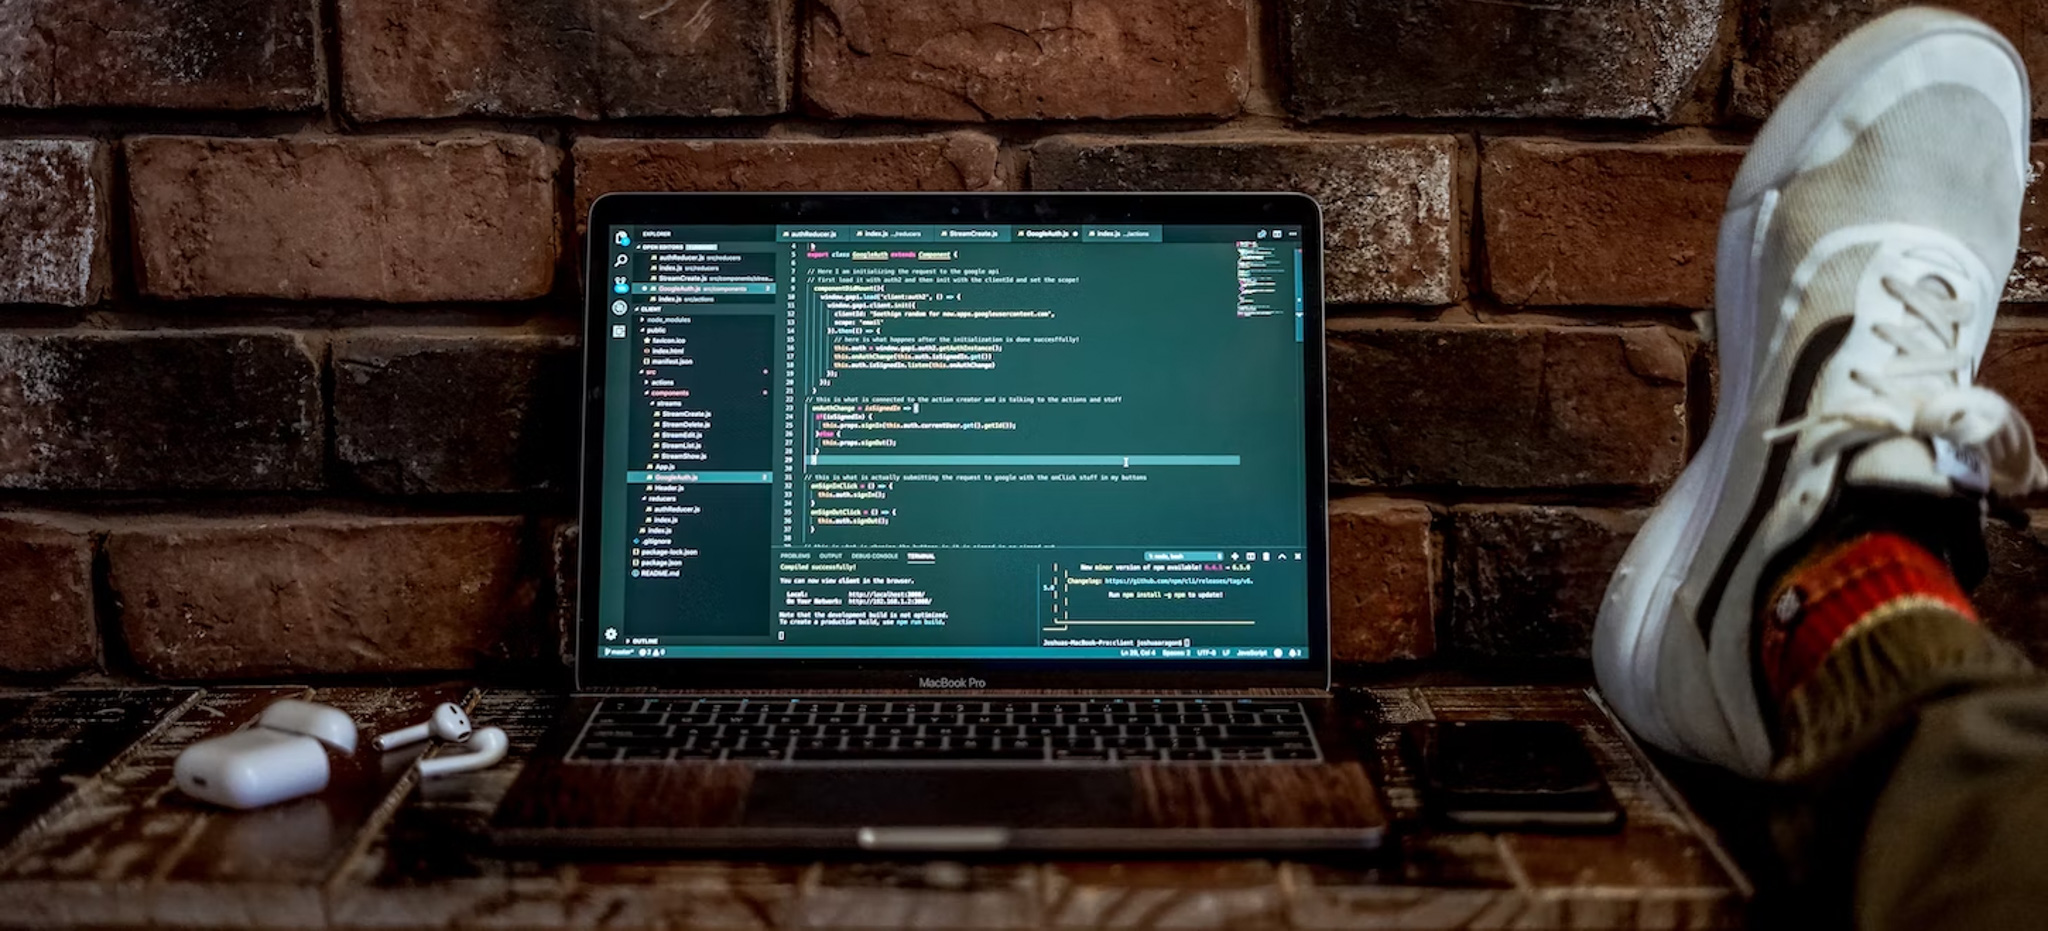 EXPLORER
OPEN EDITORS
authReducer.js src/reducers
index.js src/reducers
StreamCreate.js src/components/strea...
GoogleAuth.js src/components 2
index.js src/actions
CLIENT
node_modules
public
favicon.ico
index.html
manifest.json
src
actions
components
streams
StreamCreate.js
StreamDelete.js
StreamEdit.js
StreamList.js
StreamShow.js
App.js
GoogleAuth.js 2
Header.js
reducers
authReducer.js
index.js
index.js
.gitignore
package-lock.json
package.json
README.md
OUTLINE
authReducer.js
index.js .../reducers
StreamCreate.js
GoogleAuth.js
index.js .../actions
4
5 export class GoogleAuth extends Component {
6
7 // Here I am initializing the request to the google api
8 // first load it with auth2 and then init with the clientId and set the scope!
9 componentDidMount(){
10 window.gapi.load("client:auth2", () => {
11 window.gapi.client.init({
12 clientId: "Somethign random for now.apps.googleusercontent.com",
13 scope: "email"
14 }).then(() => {
15 // here is what happnes after the initialization is done succesffully!
16 this.auth = window.gapi.auth2.getAuthInstance();
17 this.onAuthChange(this.auth.isSignedIn.get())
18 this.auth.isSignedIn.listen(this.onAuthChange)
19 });
20 });
21 }
22 // this is what is connected to the action creator and is talking to the actions and stuff
23 onAuthChange = isSignedIn => {
24 if(isSignedIn) {
25 this.props.signIn(this.auth.currentUser.get().getId());
26 }else {
27 this.props.signOut();
28 }
29 }
30
31 // this is what is actually submitting the request to google with the onClick stuff in my buttons
32 onSignInClick = () => {
33 this.auth.signIn();
34 }
35 onSignOutClick = () => {
36 this.auth.signOut();
37 }
38
PROBLEMS OUTPUT DEBUG CONSOLE TERMINAL
1: node, bash
Compiled successfully!
You can now view client in the browser.
Local: http://localhost:3000/
On Your Network: http://192.168.1.2:3000/
Note that the development build is not optimized.
To create a production build, use npm run build.
New minor version of npm available! 6.4.1 → 6.5.0
Changelog: https://github.com/npm/cli/releases/tag/v6.
5.0
Run npm install -g npm to update!
Joshuas-MacBook-Pro:client joshuaaragon$
master* 2 0
Ln 29, Col 4 Spaces: 2 UTF-8 LF JavaScript 2
MacBook Pro